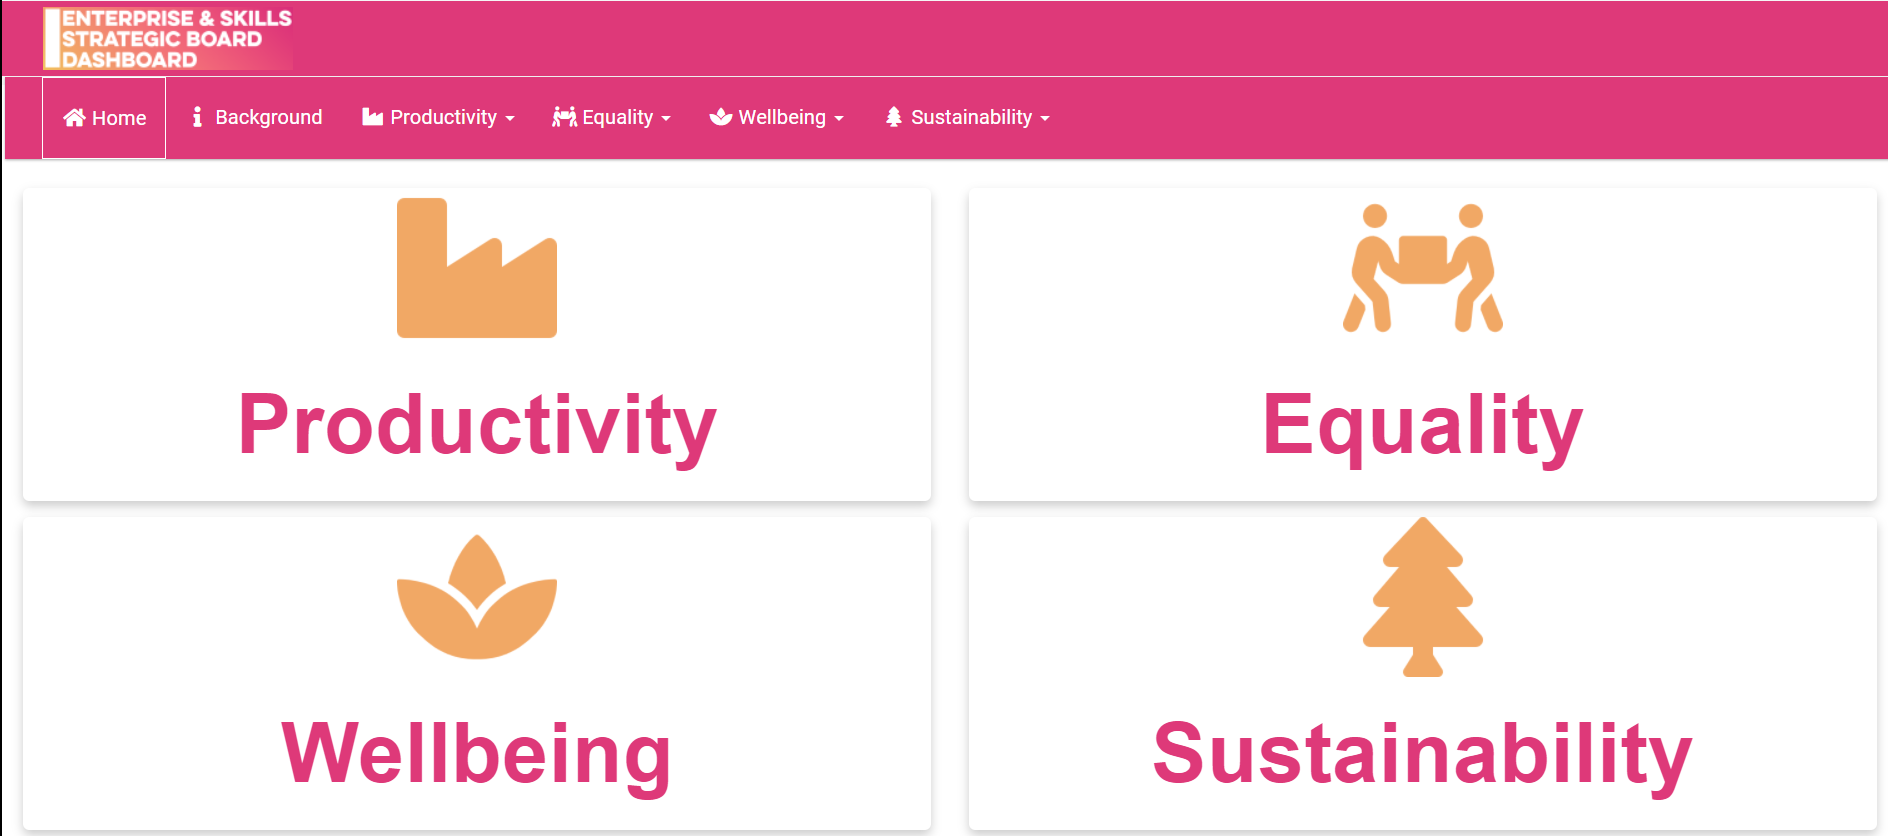 ENTERPRISE & SKILLS
STRATEGIC BOARD
DASHBOARD
Home Background Productivity Equality Wellbeing Sustainability
Productivity
Equality
Wellbeing
Sustainability